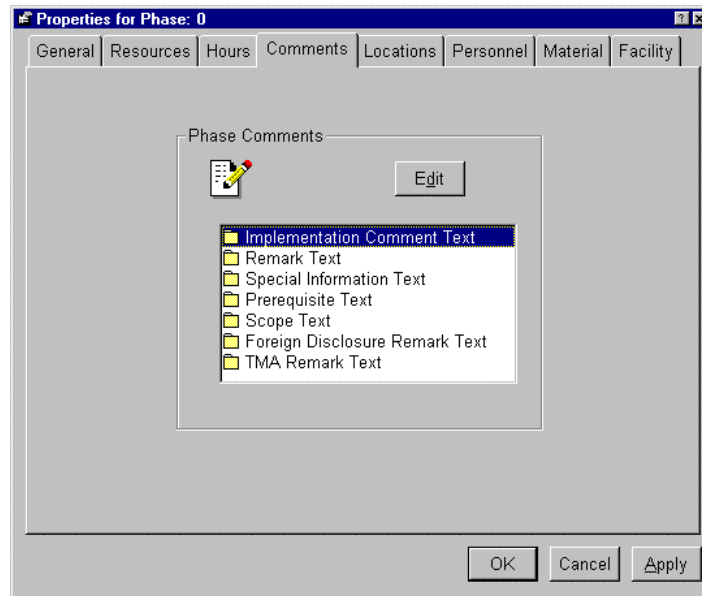 Properties for Phase: 0
General Resources Hours Comments Locations Personnel Material Facility
Phase Comments
Edit
Implementation Comment Text
Remark Text
Special Information Text
Prerequisite Text
Scope Text
Foreign Disclosure Remark Text
TMA Remark Text
OK Cancel Apply